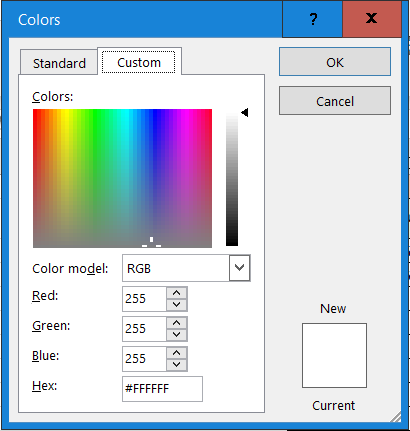 Colors
? x
Standard Custom
OK
Cancel
Colors:
Color model: RGB
Red: 255
Green: 255
Blue: 255
Hex: #FFFFFF
New
Current